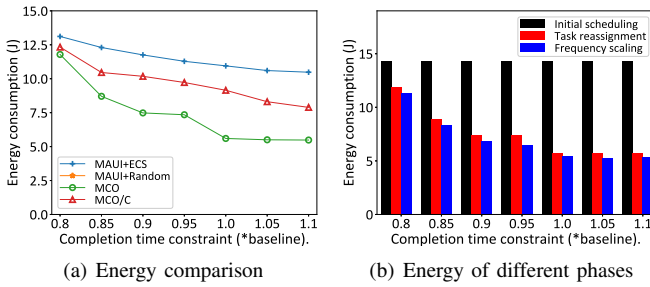 15.0
12.5
10.0
7.5
5.0
2.5
0.0
Energy consumption (J)
MAUI+ECS
MAUI+Random
MCO
MCO/C
0.8 0.85 0.9 0.95 1.0 1.05 1.1
Completion time constraint (*baseline).
(a) Energy comparison
15
10
5
0
Energy consumption (J)
Initial scheduling
Task reassignment
Frequency scaling
0.8 0.85 0.9 0.95 1.0 1.05 1.1
Completion time constraint (*baseline).
(b) Energy of different phases